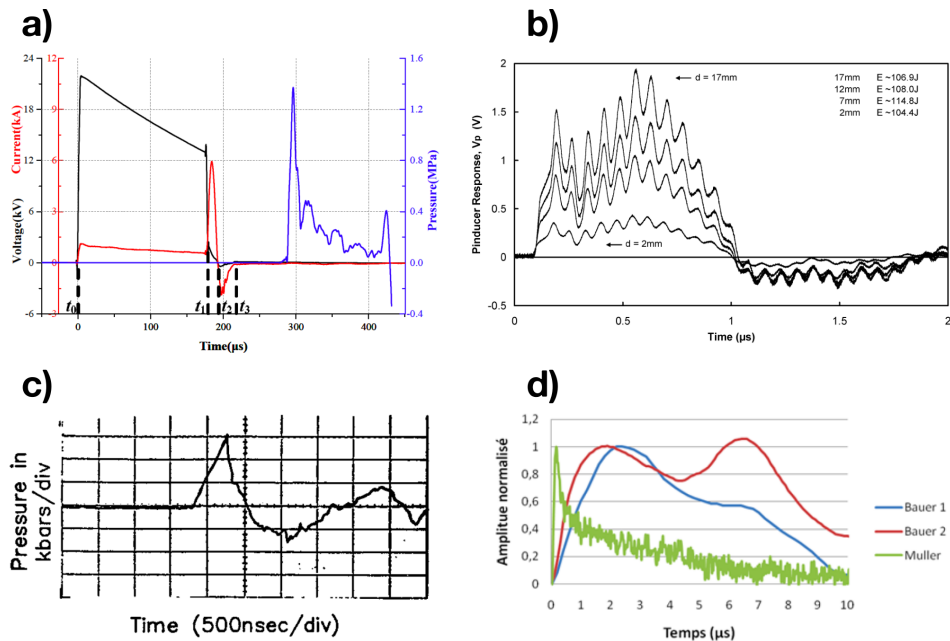 a)
24
18
12
6
0
-6
Voltage(kV)
12
9
6
3
0
-3
Current(kA)
1.6
1.2
0.8
0.4
0.0
-0.4
Pressure(MPa)
t0
t1
t2
t3
0
100
200
300
400
Time(μs)
b)
2
1.5
1
0.5
0
-0.5
Pinducer Response, Vp (V)
d = 17mm
17mm E ~106.9J
12mm E ~108.0J
7mm E ~114.8J
2mm E ~104.4J
d = 2mm
0 0.5 1 1.5 2
Time (μs)
c)
Pressure in
kbars/div
Time (500nsec/div)
d)
1,2
1
0,8
0,6
0,4
0,2
0
Amplitue normalisé
Bauer 1
Bauer 2
Muller
0 1 2 3 4 5 6 7 8 9 10
Temps (μs)